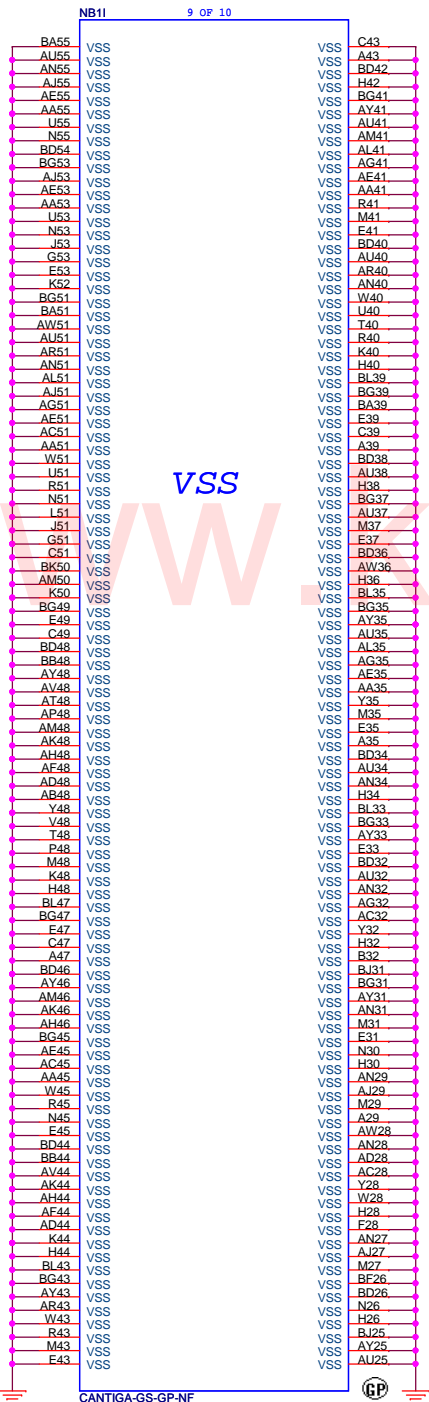 NB1I 9 OF 10
BA55 VSS VSS C43
AU55 VSS VSS A43
AN55 VSS VSS BD42
AJ55 VSS VSS H42
AE55 VSS VSS BG41
AA55 VSS VSS AY41
U55 VSS VSS AU41
N55 VSS VSS AM41
BD54 VSS VSS AL41
BG53 VSS VSS AG41
AJ53 VSS VSS AE41
AE53 VSS VSS AA41
AA53 VSS VSS R41
U53 VSS VSS M41
N53 VSS VSS E41
J53 VSS VSS BD40
G53 VSS VSS AU40
E53 VSS VSS AR40
K52 VSS VSS AN40
BG51 VSS VSS W40
BA51 VSS VSS U40
AW51 VSS VSS T40
AU51 VSS VSS R40
AR51 VSS VSS K40
AN51 VSS VSS H40
AL51 VSS VSS BL39
AJ51 VSS VSS BG39
AG51 VSS VSS BA39
AE51 VSS VSS E39
AC51 VSS VSS C39
AA51 VSS VSS A39
W51 VSS VSS BD38
U51 VSS VSS AU38
R51 VSS VSS H38
N51 VSS VSS BG37
L51 VSS VSS AU37
J51 VSS VSS M37
G51 VSS VSS E37
C51 VSS VSS BD36
BK50 VSS VSS AW36
AM50 VSS VSS H36
K50 VSS VSS BL35
BG49 VSS VSS BG35
E49 VSS VSS AY35
C49 VSS VSS AU35
BD48 VSS VSS AL35
BB48 VSS VSS AG35
AY48 VSS VSS AE35
AV48 VSS VSS AA35
AT48 VSS VSS Y35
AP48 VSS VSS M35
AM48 VSS VSS E35
AK48 VSS VSS A35
AH48 VSS VSS BD34
AF48 VSS VSS AU34
AD48 VSS VSS AN34
AB48 VSS VSS H34
Y48 VSS VSS BL33
V48 VSS VSS BG33
T48 VSS VSS AY33
P48 VSS VSS E33
M48 VSS VSS BD32
K48 VSS VSS AU32
H48 VSS VSS AN32
BL47 VSS VSS AG32
BG47 VSS VSS AC32
E47 VSS VSS Y32
C47 VSS VSS H32
A47 VSS VSS B32
BD46 VSS VSS BJ31
AY46 VSS VSS BG31
AM46 VSS VSS AY31
AK46 VSS VSS AN31
AH46 VSS VSS M31
BG45 VSS VSS E31
AE45 VSS VSS N30
AC45 VSS VSS H30
AA45 VSS VSS AN29
W45 VSS VSS AJ29
R45 VSS VSS M29
N45 VSS VSS A29
E45 VSS VSS AW28
BD44 VSS VSS AN28
BB44 VSS VSS AD28
AV44 VSS VSS AC28
AK44 VSS VSS Y28
AH44 VSS VSS W28
AF44 VSS VSS H28
AD44 VSS VSS F28
K44 VSS VSS AN27
H44 VSS VSS AJ27
BL43 VSS VSS M27
BG43 VSS VSS BF26
AY43 VSS VSS BD26
AR43 VSS VSS N26
W43 VSS VSS H26
R43 VSS VSS BJ25
M43 VSS VSS AY25
E43 VSS VSS AU25
VSS
ww.k
GP
CANTIGA-GS-GP-NF